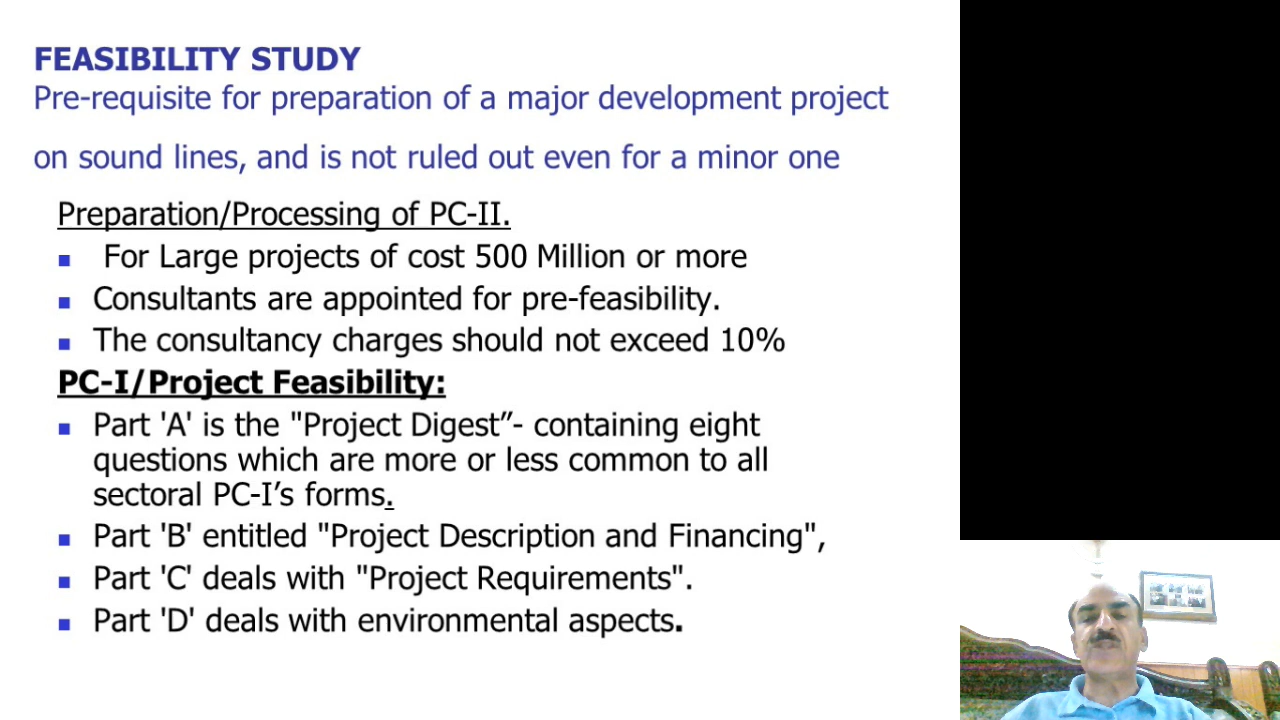 FEASIBILITY STUDY
Pre-requisite for preparation of a major development project
on sound lines, and is not ruled out even for a minor one
Preparation/Processing of PC-II.
For Large projects of cost 500 Million or more
Consultants are appointed for pre-feasibility.
The consultancy charges should not exceed 10%
PC-I/Project Feasibility:
Part 'A' is the "Project Digest”- containing eight
questions which are more or less common to all
sectoral PC-I’s forms.
Part 'B' entitled "Project Description and Financing",
Part 'C' deals with "Project Requirements".
Part 'D' deals with environmental aspects.